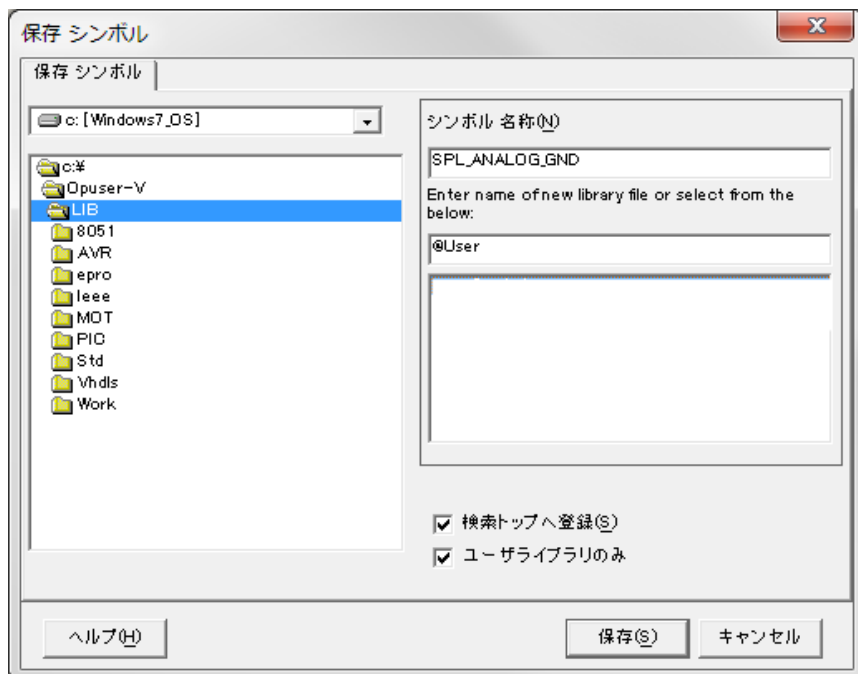 保存 シンボル
保存 シンボル
c: [Windows7_OS]
c:¥
Opuser-V
LIB
8051
AVR
epro
Ieee
MOT
PIC
Std
Vhdls
Work
シンボル 名称(N)
SPL_ANALOG_GND
Enter name of new library file or select from the
below:
@User
検索トップへ登録(S)
ユーザライブラリのみ
ヘルプ(H)
保存(S)
キャンセル